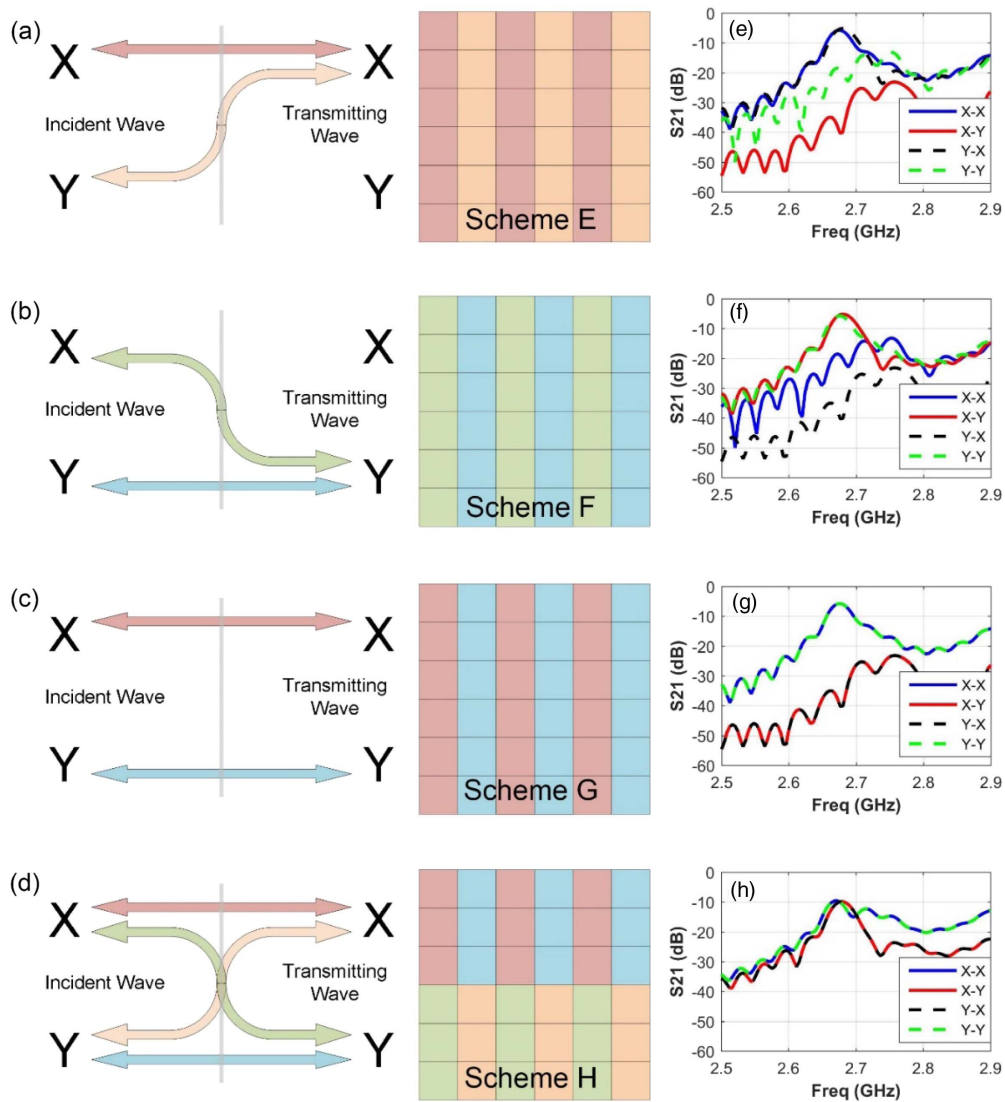 (a)
X
X
Incident Wave
Transmitting
Wave
Y
Y
Scheme E
(e)
S21 (dB)
0
-10
-20
-30
-40
-50
-60
2.5
2.6
2.7
2.8
2.9
Freq (GHz)
X-X
X-Y
Y-X
Y-Y
(b)
X
X
Incident Wave
Transmitting
Wave
Y
Y
Scheme F
(f)
S21 (dB)
0
-10
-20
-30
-40
-50
-60
2.5
2.6
2.7
2.8
2.9
Freq (GHz)
X-X
X-Y
Y-X
Y-Y
(c)
X
X
Incident Wave
Transmitting
Wave
Y
Y
Scheme G
(g)
S21 (dB)
0
-10
-20
-30
-40
-50
-60
2.5
2.6
2.7
2.8
2.9
Freq (GHz)
X-X
X-Y
Y-X
Y-Y
(d)
X
X
Incident Wave
Transmitting
Wave
Y
Y
Scheme H
(h)
S21 (dB)
0
-10
-20
-30
-40
-50
-60
2.5
2.6
2.7
2.8
2.9
Freq (GHz)
X-X
X-Y
Y-X
Y-Y